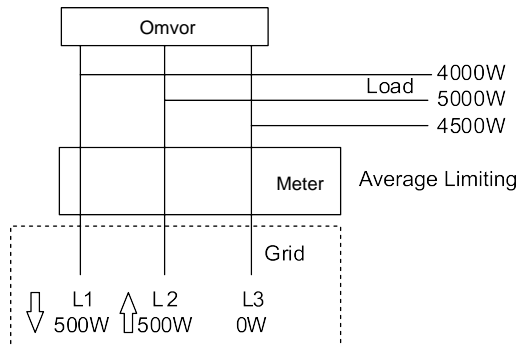 Omvor
4000W
Load
5000W
4500W
Meter
Average Limiting
Grid
L1 L2 L3
500W 500W 0W